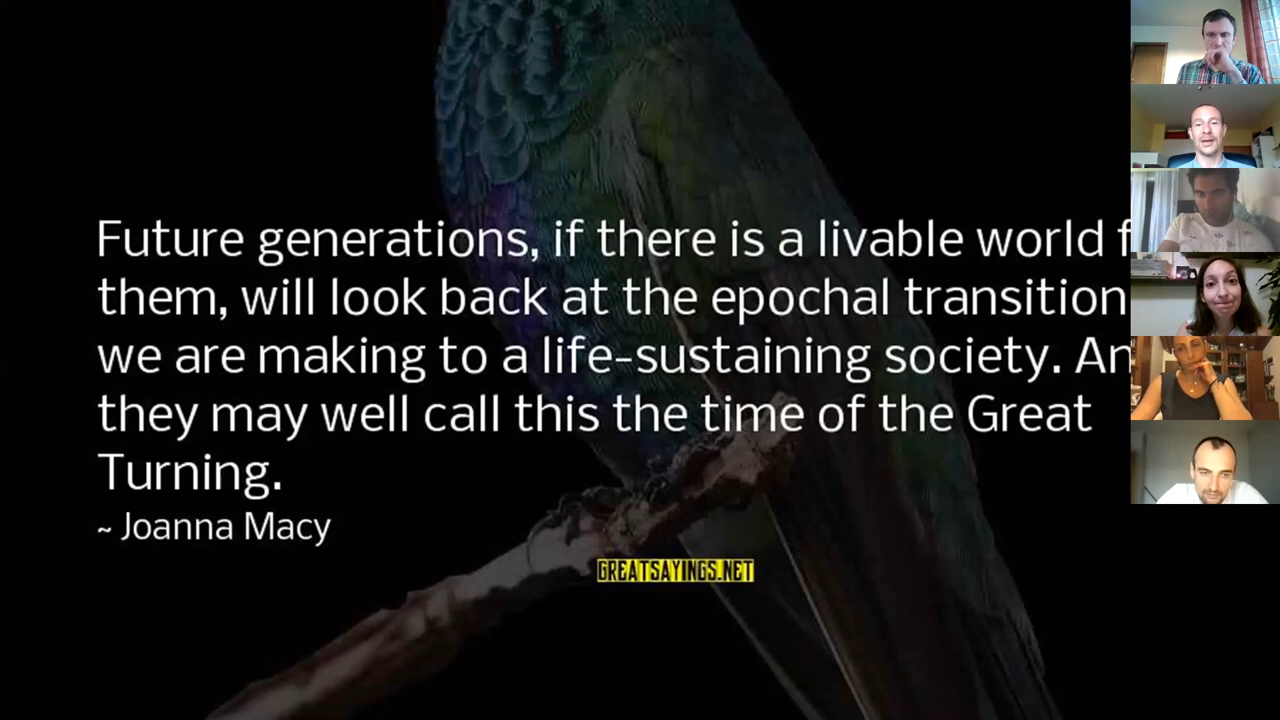 Future generations, if there is a livable world f
them, will look back at the epochal transition
we are making to a life-sustaining society. An
they may well call this the time of the Great
Turning.
~ Joanna Macy
GREATSAYINGS.NET